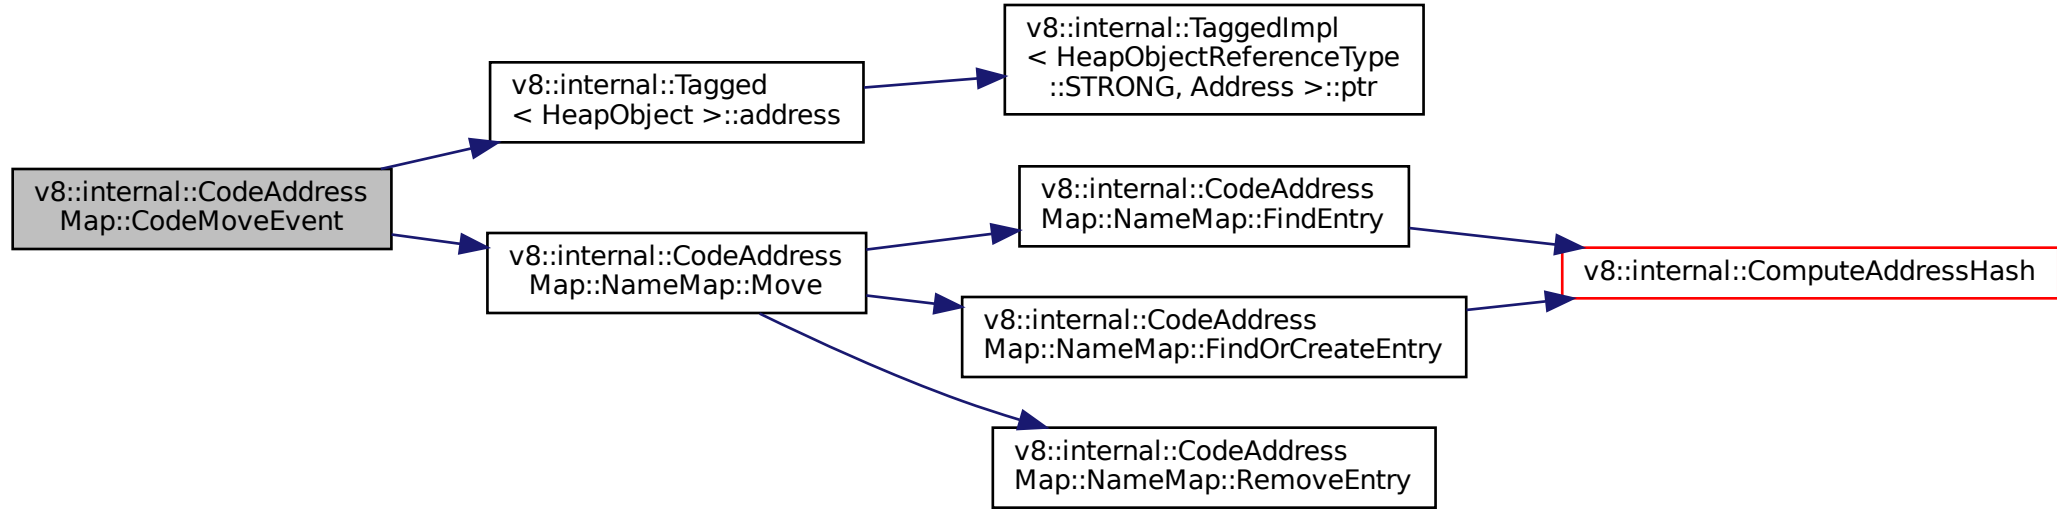 v8::internal::CodeAddress
Map::CodeMoveEvent
v8::internal::Tagged
< HeapObject >::address
v8::internal::TaggedImpl
< HeapObjectReferenceType
::STRONG, Address >::ptr
v8::internal::CodeAddress
Map::NameMap::Move
v8::internal::CodeAddress
Map::NameMap::FindEntry
v8::internal::ComputeAddressHash
v8::internal::CodeAddress
Map::NameMap::FindOrCreateEntry
v8::internal::CodeAddress
Map::NameMap::RemoveEntry